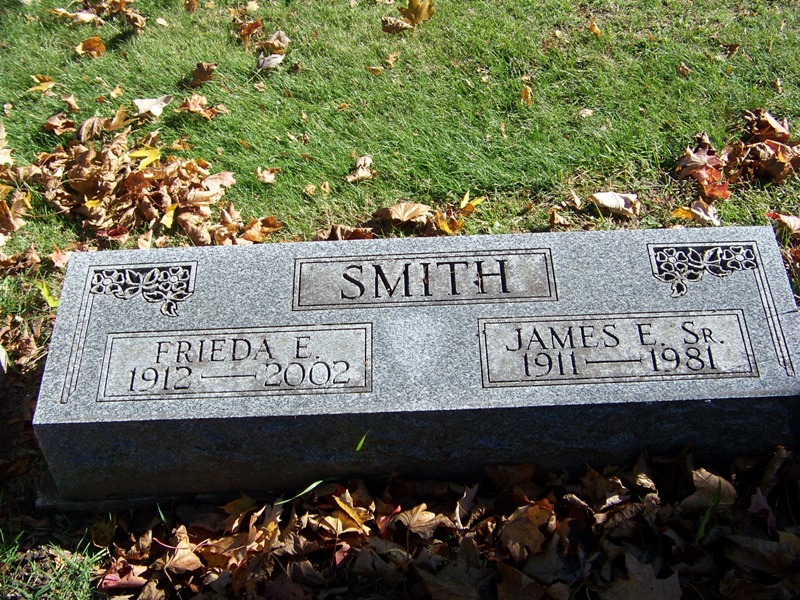 SMITH
FRIEDA E.
1912 — 2002
JAMES E. SR.
1911 — 1981